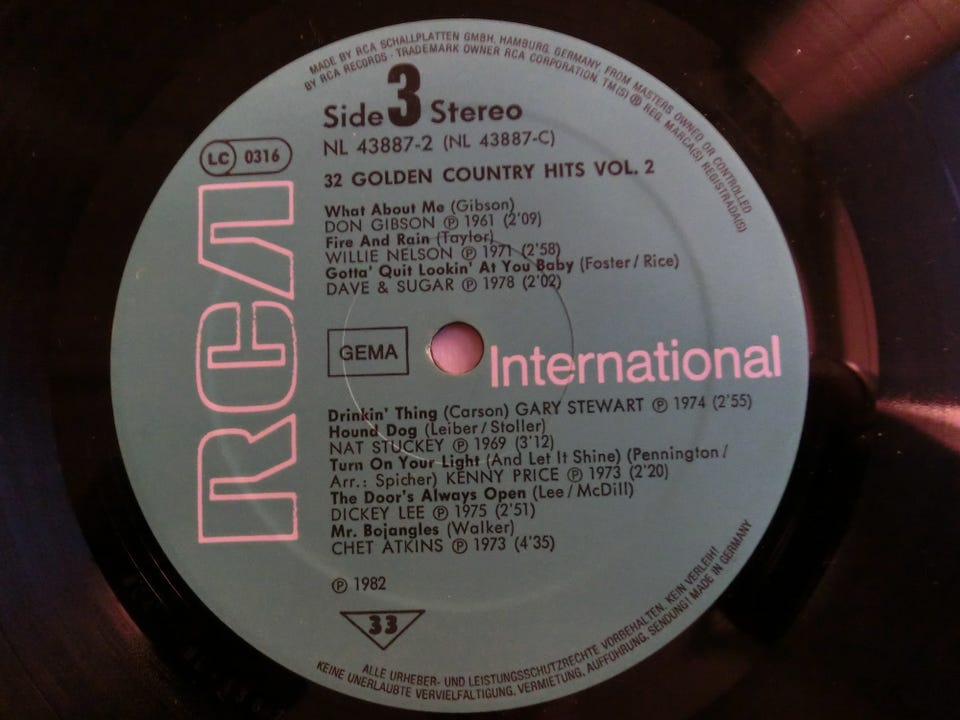 MADE BY RCA SCHALLPLATTEN GMBH, HAMBURG, GERMANY, FROM MASTERS OWNED OR CONTROLLED
BY RCA RECORDS · TRADEMARK OWNER RCA CORPORATION. TM(S) ® REG. MARCA(S) REGISTRADA(S)
Side 3 Stereo
NL 43887-2 (NL 43887-C)
LC 0316
32 GOLDEN COUNTRY HITS VOL. 2
RCA
What About Me (Gibson)
DON GIBSON ℗ 1961 (2'09)
Fire And Rain (Taylor)
WILLIE NELSON ℗ 1971 (2'58)
Gotta' Quit Lookin' At You Baby (Foster/Rice)
DAVE & SUGAR ℗ 1978 (2'02)
GEMA
International
Drinkin' Thing (Carson) GARY STEWART ℗ 1974 (2'55)
Hound Dog (Leiber/Stoller)
NAT STUCKEY ℗ 1969 (3'12)
Turn On Your Light (And Let It Shine) (Pennington/
Arr.: Spicher) KENNY PRICE ℗ 1973 (2'20)
The Door's Always Open (Lee/McDill)
DICKEY LEE ℗ 1975 (2'51)
Mr. Bojangles (Walker)
CHET ATKINS ℗ 1973 (4'35)
℗ 1982
33
ALLE URHEBER- UND LEISTUNGSSCHUTZRECHTE VORBEHALTEN. KEIN VERLEIH!
KEINE UNERLAUBTE VERVIELFÄLTIGUNG, VERMIETUNG, AUFFÜHRUNG, SENDUNG! MADE IN GERMANY